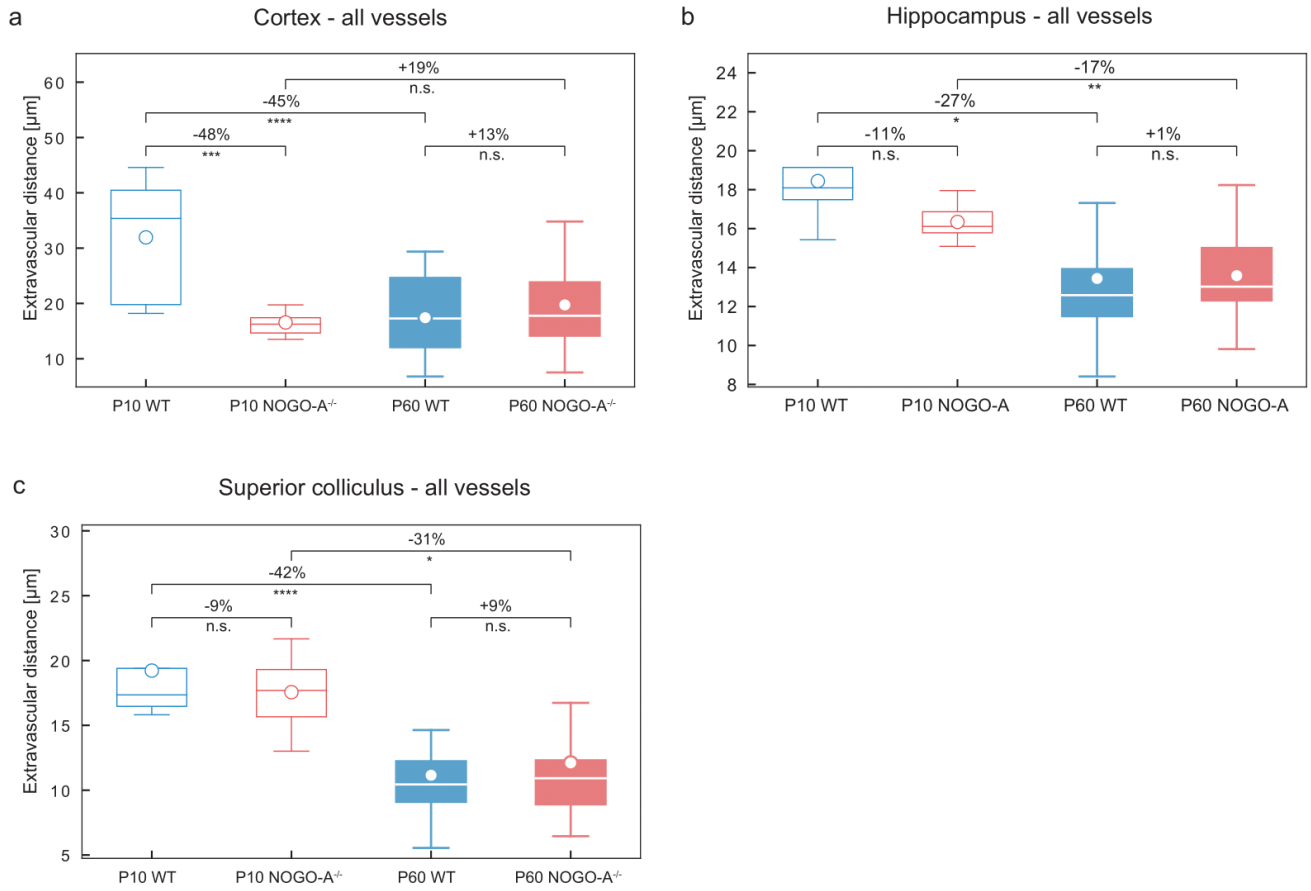 a
Cortex - all vessels
Extravascular distance [µm]
60
50
40
30
20
10
+19%
n.s.
-45%
****
-48%
***
+13%
n.s.
P10 WT
P10 NOGO-A⁻/⁻
P60 WT
P60 NOGO-A⁻/⁻
b
Hippocampus - all vessels
Extravascular distance [µm]
24
22
20
18
16
14
12
10
8
-17%
**
-27%
*
-11%
n.s.
+1%
n.s.
P10 WT
P10 NOGO-A
P60 WT
P60 NOGO-A
c
Superior colliculus - all vessels
Extravascular distance [µm]
30
25
20
15
10
5
-31%
*
-42%
****
-9%
n.s.
+9%
n.s.
P10 WT
P10 NOGO-A⁻/⁻
P60 WT
P60 NOGO-A⁻/⁻